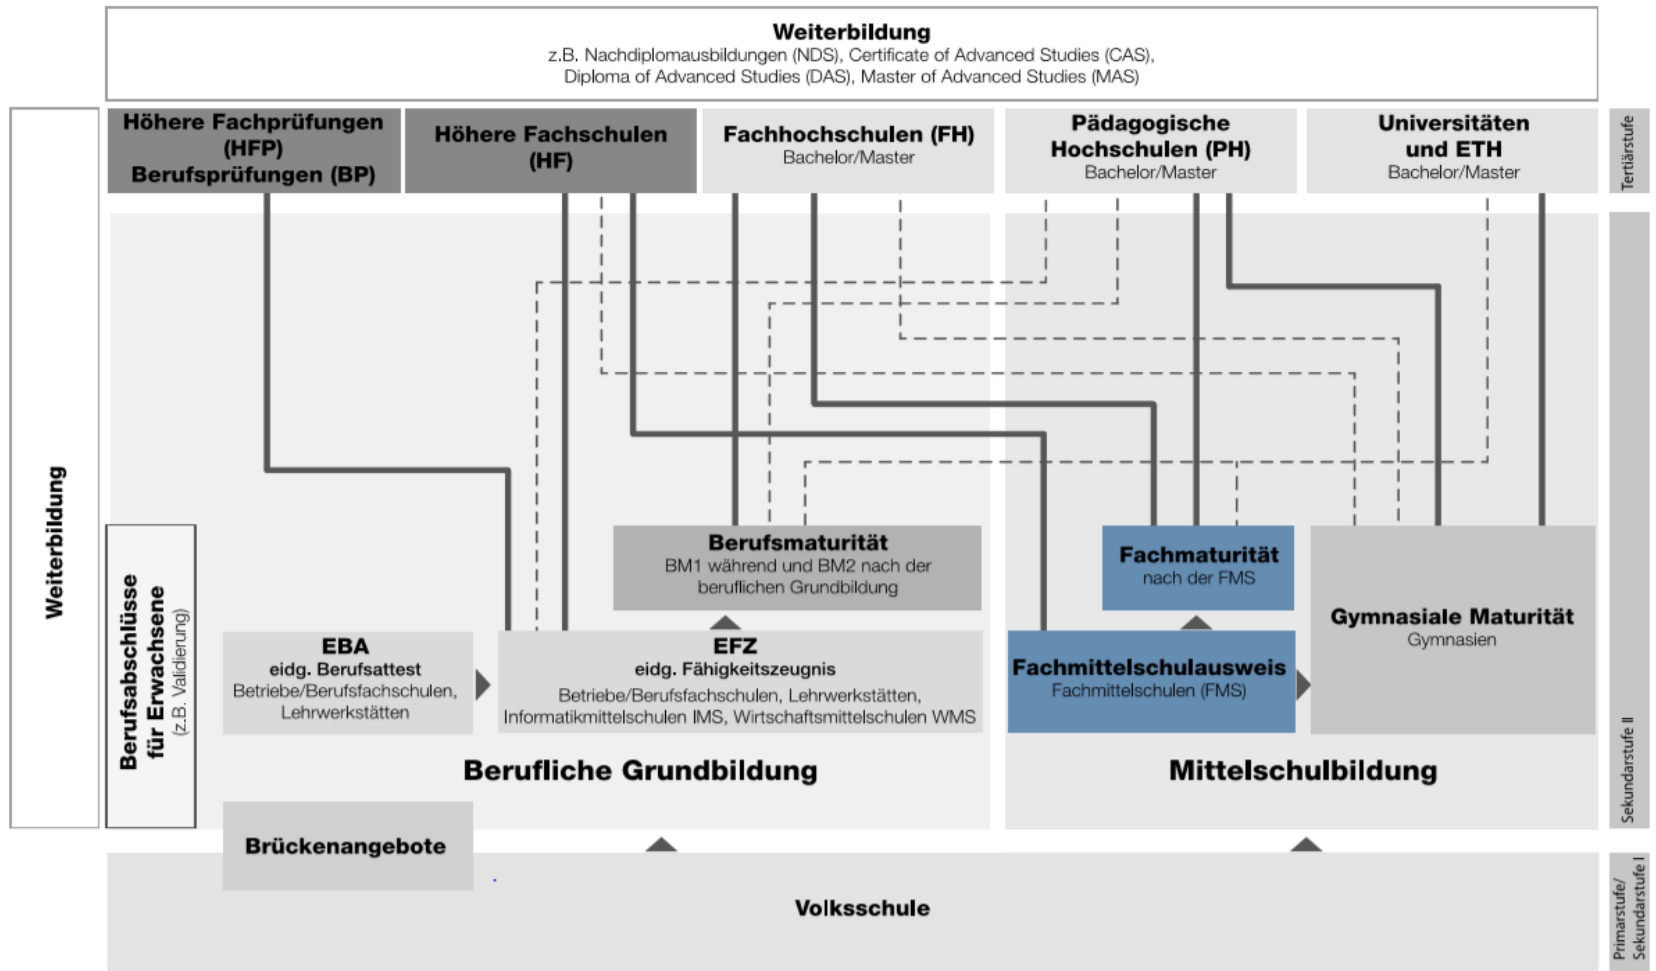 Weiterbildung
z.B. Nachdiplomausbildungen (NDS), Certificate of Advanced Studies (CAS),
Diploma of Advanced Studies (DAS), Master of Advanced Studies (MAS)
Höhere Fachprüfungen
(HFP)
Berufsprüfungen (BP)
Höhere Fachschulen
(HF)
Fachhochschulen (FH)
Bachelor/Master
Pädagogische
Hochschulen (PH)
Bachelor/Master
Universitäten
und ETH
Bachelor/Master
Tertiärstufe
Weiterbildung
Berufsabschlüsse
für Erwachsene
(z.B. Validierung)
Berufsmaturität
BM1 während und BM2 nach der
beruflichen Grundbildung
Fachmaturität
nach der FMS
Gymnasiale Maturität
Gymnasien
EBA
eidg. Berufsattest
Betriebe/Berufsfachschulen,
Lehrwerkstätten
EFZ
eidg. Fähigkeitszeugnis
Betriebe/Berufsfachschulen, Lehrwerkstätten,
Informatikmittelschulen IMS, Wirtschaftsmittelschulen WMS
Fachmittelschulausweis
Fachmittelschulen (FMS)
Berufliche Grundbildung
Mittelschulbildung
Sekundarstufe II
Brückenangebote
Volksschule
Primarstufe/
Sekundarstufe I